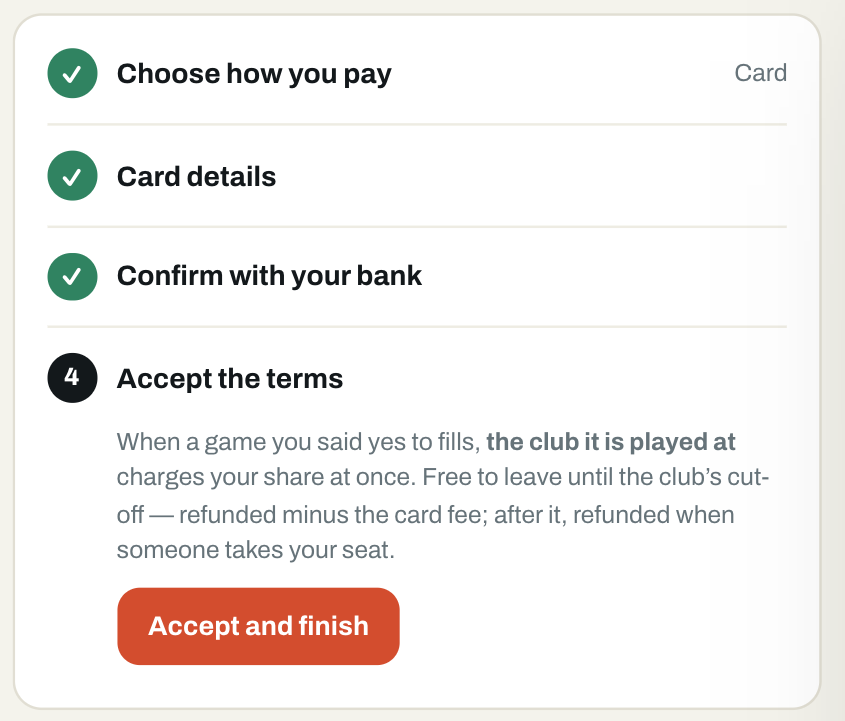 Choose how you pay Card
Card details
Confirm with your bank
4 Accept the terms
When a game you said yes to fills, the club it is played at
charges your share at once. Free to leave until the club’s cut-
off — refunded minus the card fee; after it, refunded when
someone takes your seat.
Accept and finish